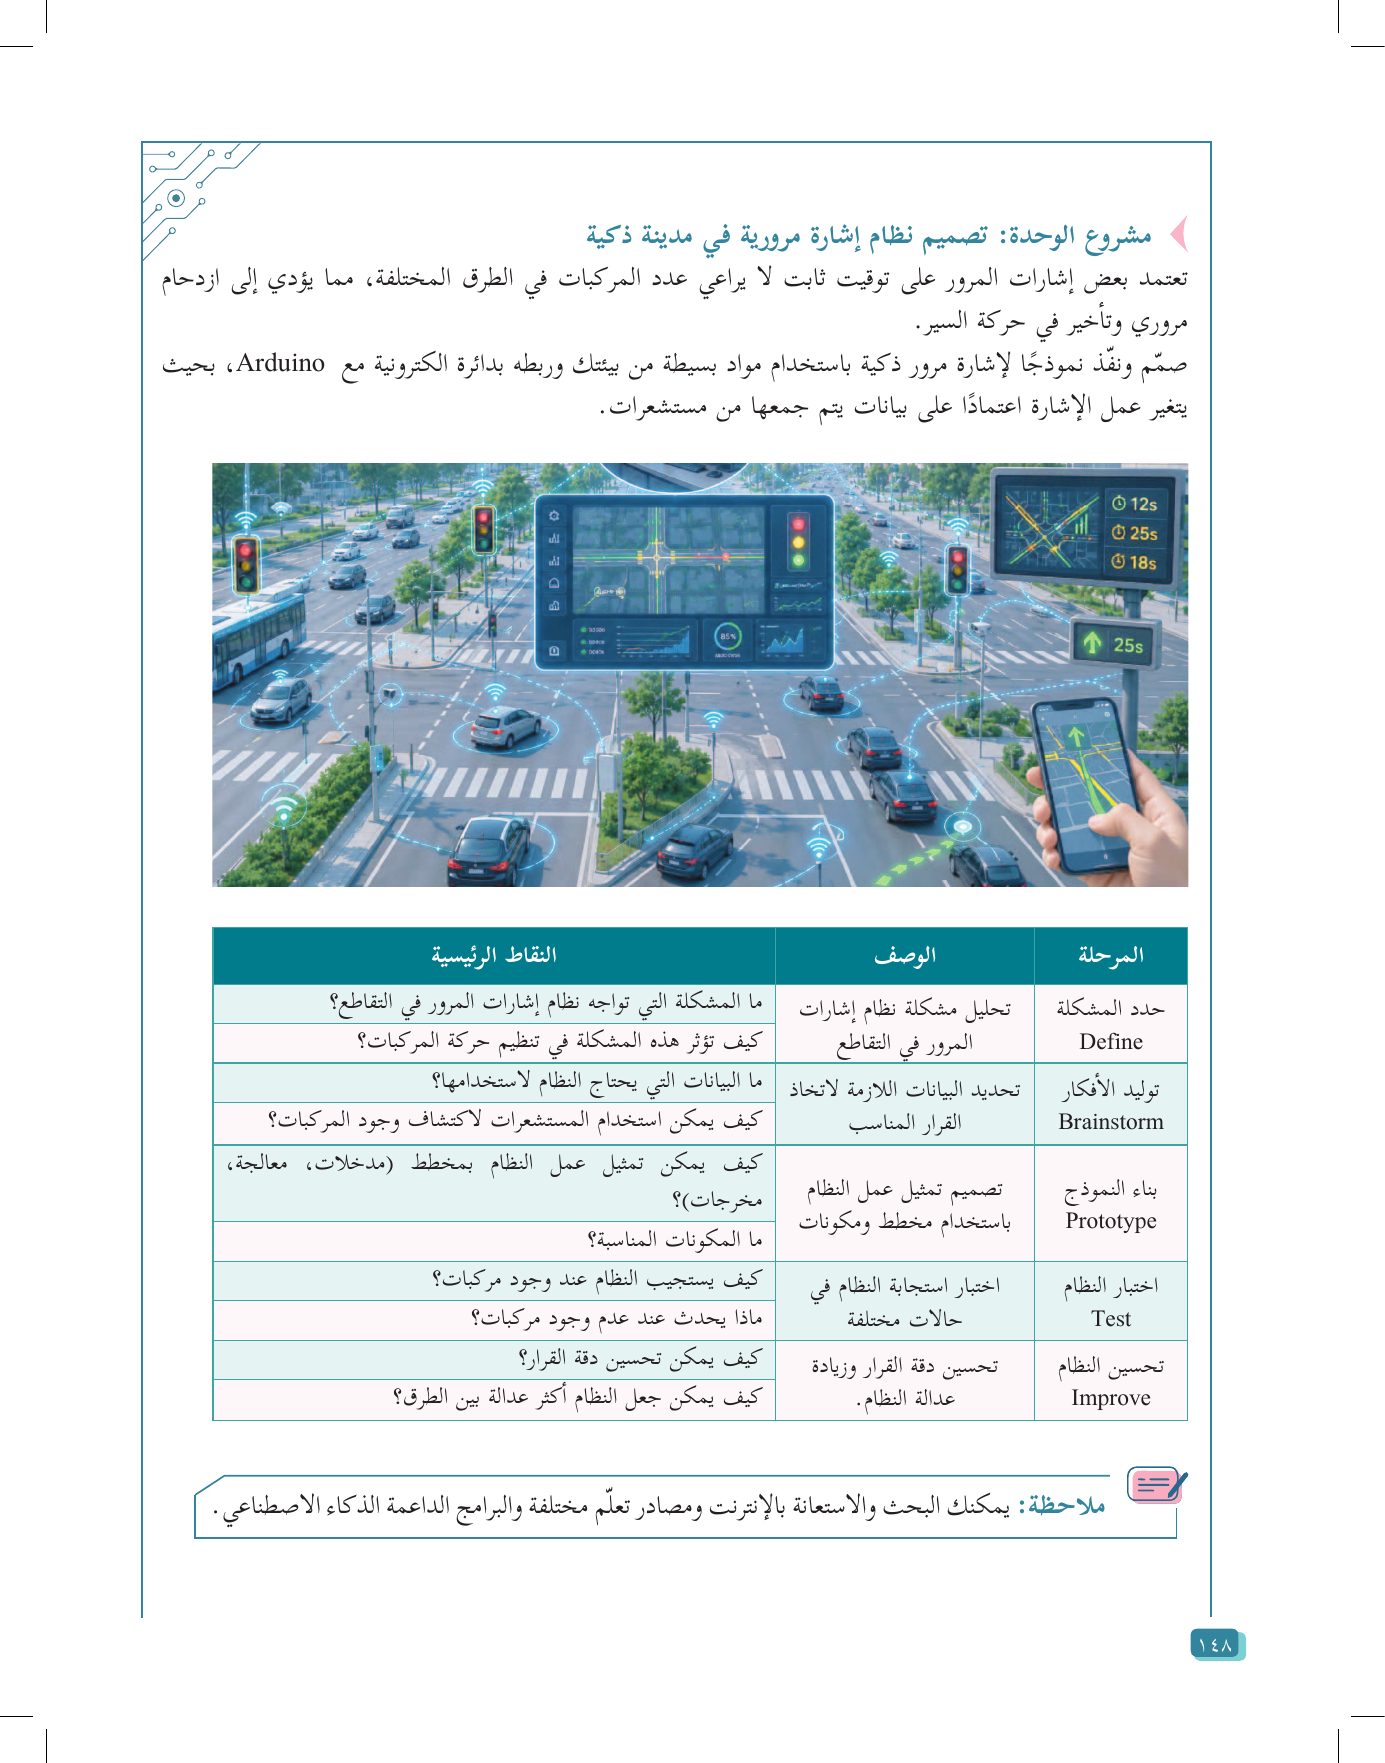 مشروع الوحدة: تصميم نظام إشارة مرورية في مدينة ذكية
تعتمد بعض إشارات المرور على توقيت ثابت لا يراعي عدد المركبات في الطرق المختلفة، مما يؤدي إلى ازدحام
مروري وتأخير في حركة السير.
صمّم ونفّذ نموذجًا لإشارة مرور ذكية باستخدام مواد بسيطة من بيئتك وربطه بدائرة الكترونية مع Arduino، بحيث
يتغير عمل الإشارة اعتمادًا على بيانات يتم جمعها من مستشعرات.
12s
25s
18s
25s
85%
المرحلة
الوصف
النقاط الرئيسية
حدد المشكلة
Define
تحليل مشكلة نظام إشارات
المرور في التقاطع
ما المشكلة التي تواجه نظام إشارات المرور في التقاطع؟
كيف تؤثر هذه المشكلة في تنظيم حركة المركبات؟
توليد الأفكار
Brainstorm
تحديد البيانات اللازمة لاتخاذ
القرار المناسب
ما البيانات التي يحتاج النظام لاستخدامها؟
كيف يمكن استخدام المستشعرات لاكتشاف وجود المركبات؟
بناء النموذج
Prototype
تصميم تمثيل عمل النظام
باستخدام مخطط ومكونات
كيف يمكن تمثيل عمل النظام بمخطط (مدخلات، معالجة،
مخرجات)؟
ما المكونات المناسبة؟
اختبار النظام
Test
اختبار استجابة النظام في
حالات مختلفة
كيف يستجيب النظام عند وجود مركبات؟
ماذا يحدث عند عدم وجود مركبات؟
تحسين النظام
Improve
تحسين دقة القرار وزيادة
عدالة النظام.
كيف يمكن تحسين دقة القرار؟
كيف يمكن جعل النظام أكثر عدالة بين الطرق؟
ملاحظة: يمكنك البحث والاستعانة بالإنترنت ومصادر تعلّم مختلفة والبرامج الداعمة الذكاء الاصطناعي.
١٤٨